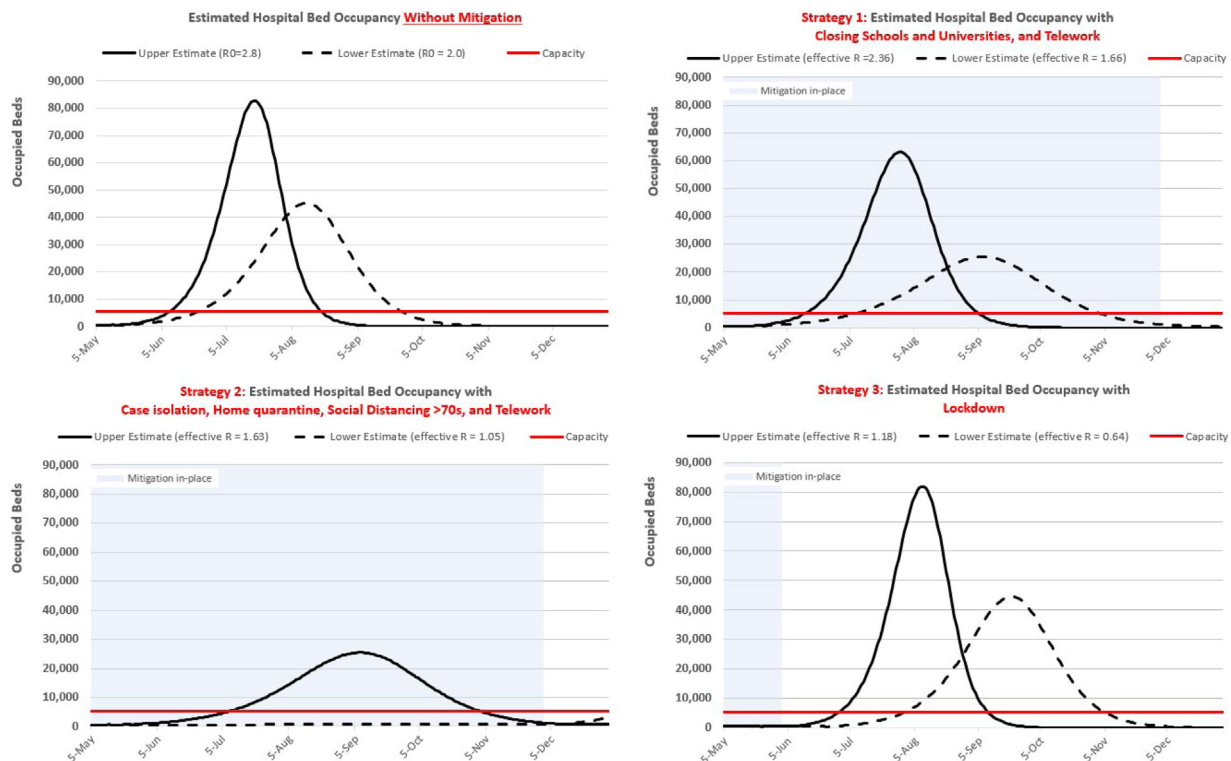 Estimated Hospital Bed Occupancy Without Mitigation
Upper Estimate (R0=2.8) Lower Estimate (R0 = 2.0) Capacity
Occupied Beds
90,000
80,000
70,000
60,000
50,000
40,000
30,000
20,000
10,000
0
5-May 5-Jun 5-Jul 5-Aug 5-Sep 5-Oct 5-Nov 5-Dec
Strategy 1: Estimated Hospital Bed Occupancy with
Closing Schools and Universities, and Telework
Upper Estimate (effective R =2.36) Lower Estimate (effective R = 1.66) Capacity
Mitigation in-place
Occupied Beds
90,000
80,000
70,000
60,000
50,000
40,000
30,000
20,000
10,000
0
5-May 5-Jun 5-Jul 5-Aug 5-Sep 5-Oct 5-Nov 5-Dec
Strategy 2: Estimated Hospital Bed Occupancy with
Case isolation, Home quarantine, Social Distancing >70s, and Telework
Upper Estimate (effective R = 1.63) Lower Estimate (effective R = 1.05) Capacity
Mitigation in-place
Occupied Beds
90,000
80,000
70,000
60,000
50,000
40,000
30,000
20,000
10,000
0
5-May 5-Jun 5-Jul 5-Aug 5-Sep 5-Oct 5-Nov 5-Dec
Strategy 3: Estimated Hospital Bed Occupancy with
Lockdown
Upper Estimate (effective R = 1.18) Lower Estimate (effective R = 0.64) Capacity
Mitigation in-place
Occupied Beds
90,000
80,000
70,000
60,000
50,000
40,000
30,000
20,000
10,000
0
5-May 5-Jun 5-Jul 5-Aug 5-Sep 5-Oct 5-Nov 5-Dec